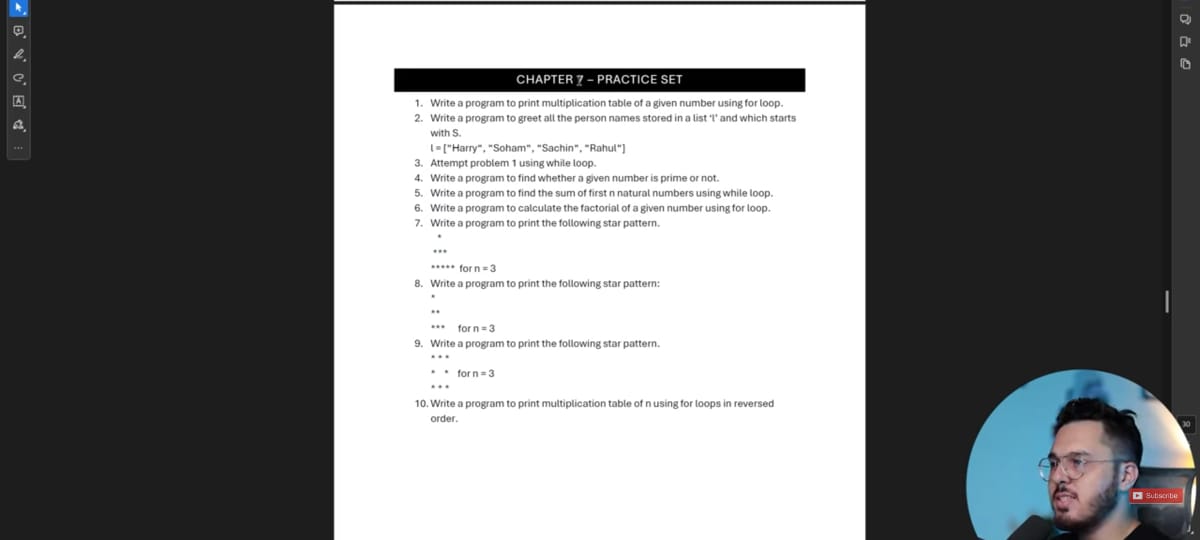 CHAPTER 7 – PRACTICE SET
1. Write a program to print multiplication table of a given number using for loop.
2. Write a program to greet all the person names stored in a list ‘l’ and which starts
with S.
l = ["Harry", "Soham", "Sachin", "Rahul"]
3. Attempt problem 1 using while loop.
4. Write a program to find whether a given number is prime or not.
5. Write a program to find the sum of first n natural numbers using while loop.
6. Write a program to calculate the factorial of a given number using for loop.
7. Write a program to print the following star pattern.
*
***
***** for n = 3
8. Write a program to print the following star pattern:
*
**
*** for n = 3
9. Write a program to print the following star pattern.
* * *
* * for n = 3
* * *
10. Write a program to print multiplication table of n using for loops in reversed
order.
30
Subscribe